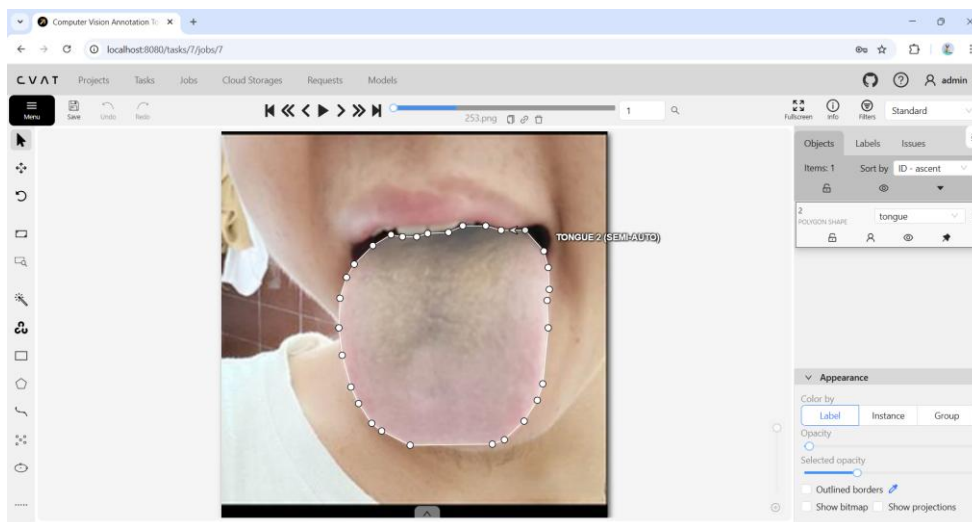 Computer Vision Annotation To
localhost:8080/tasks/7/jobs/7
CVAT Projects Tasks Jobs Cloud Storages Requests Models admin
Menu Save Undo Redo 253.png 1 Fullscreen Info Filters Standard
Objects Labels Issues
Items: 1 Sort by ID - ascent
2 tongue
POLYGON SHAPE
TONGUE 2 (SEMI-AUTO)
Appearance
Color by
Label Instance Group
Opacity
Selected opacity
Outlined borders
Show bitmap Show projections